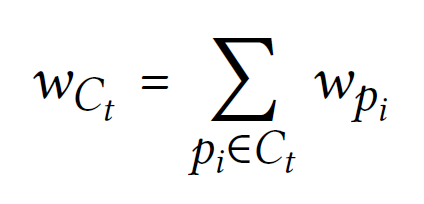 $w_{C_t} = \sum_{p_i \in C_t} w_{p_i}$